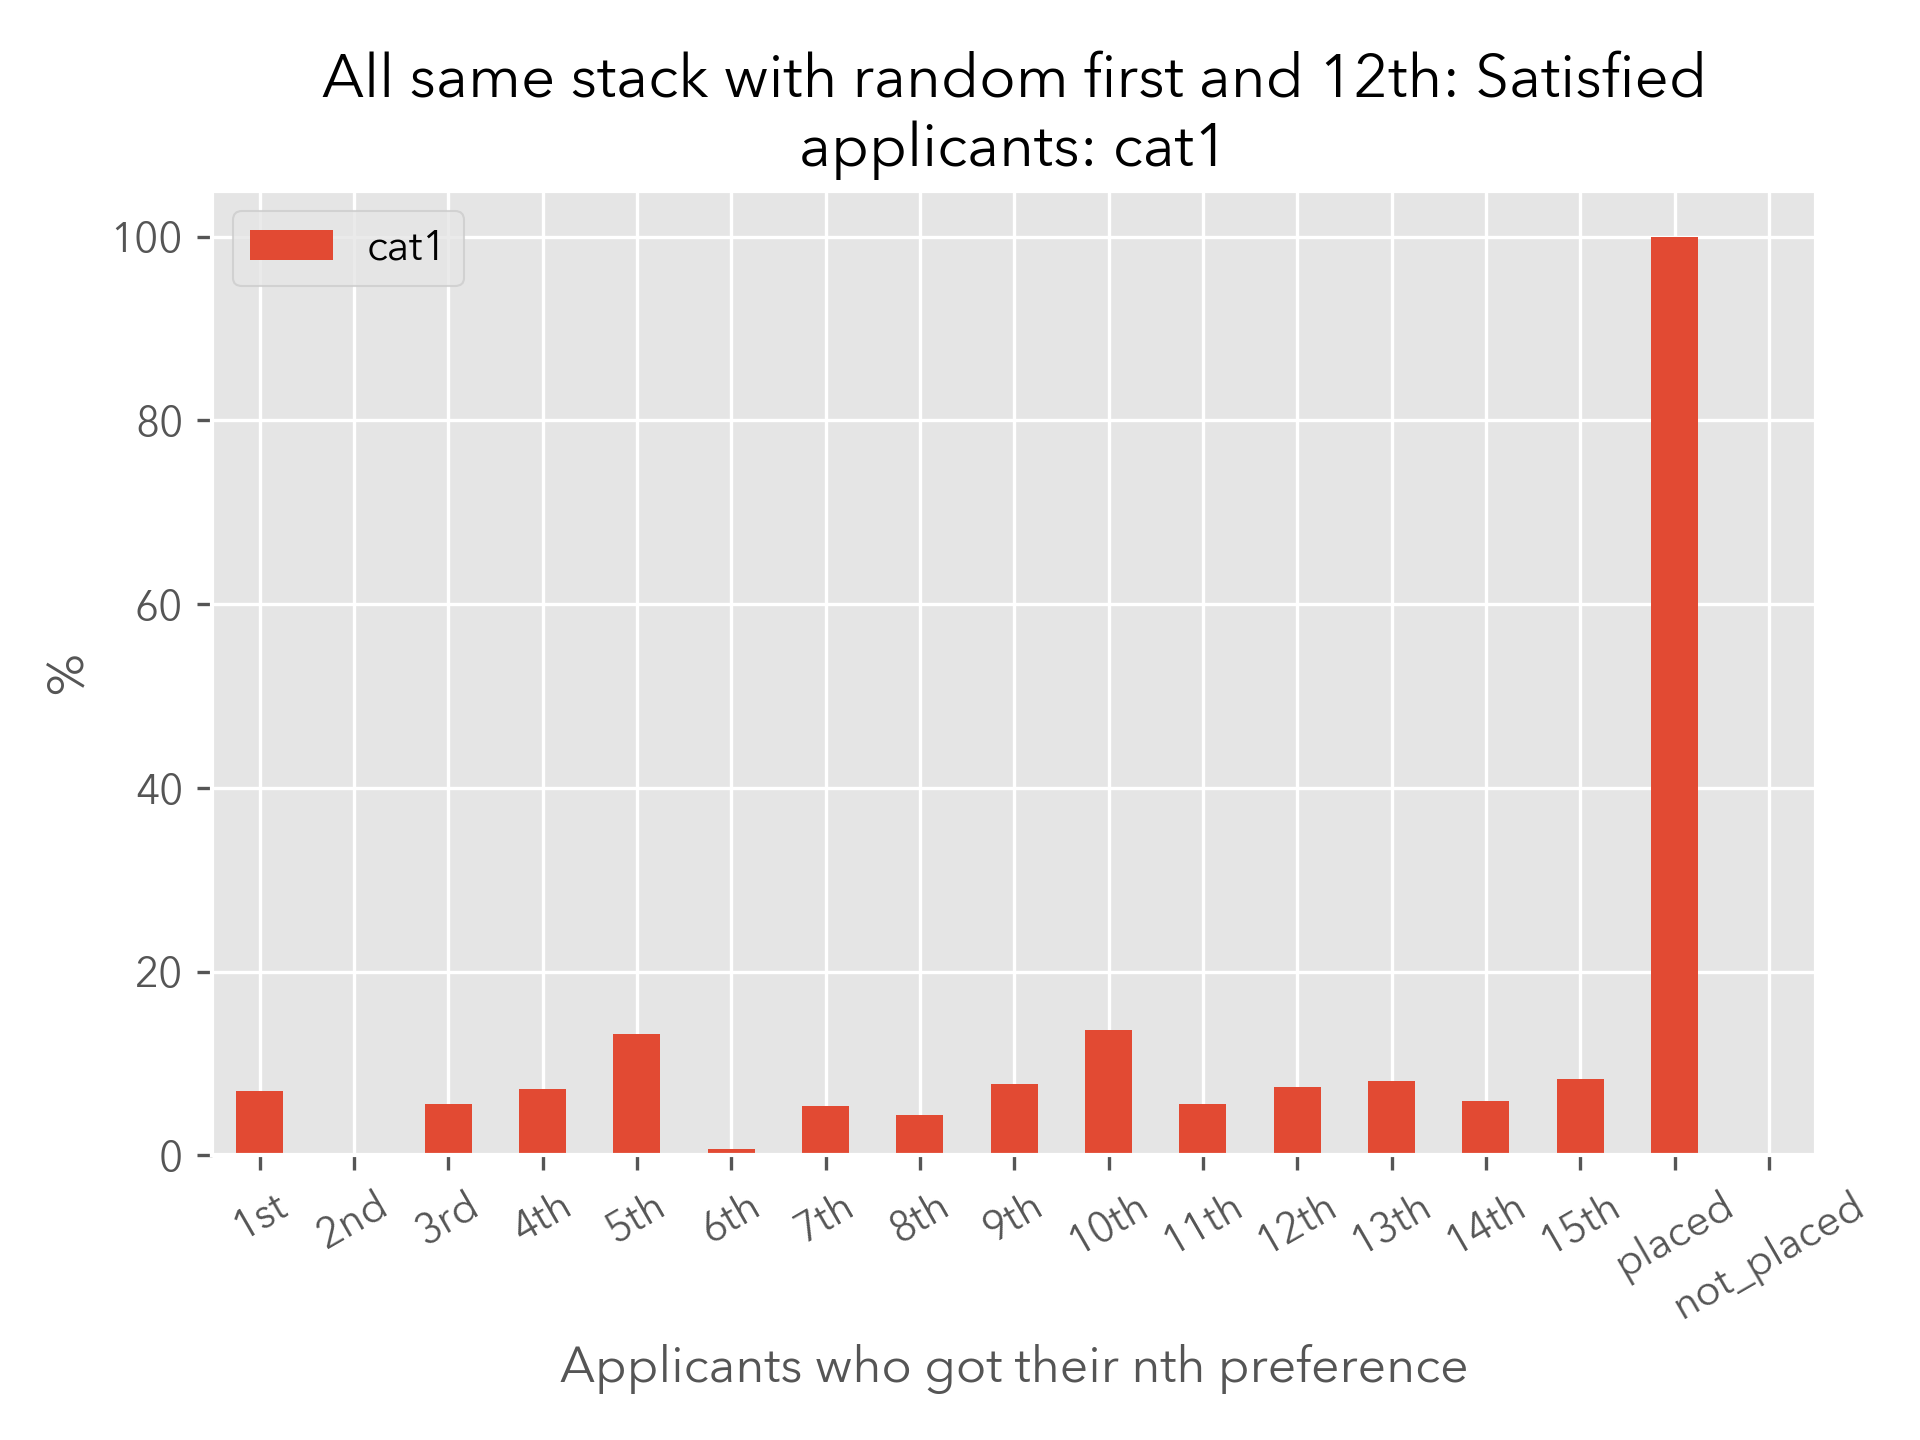 All same stack with random first and 12th: Satisfied
applicants: cat1
cat1
100
80
60
40
20
0
%
1st
2nd
3rd
4th
5th
6th
7th
8th
9th
10th
11th
12th
13th
14th
15th
placed
not_placed
Applicants who got their nth preference